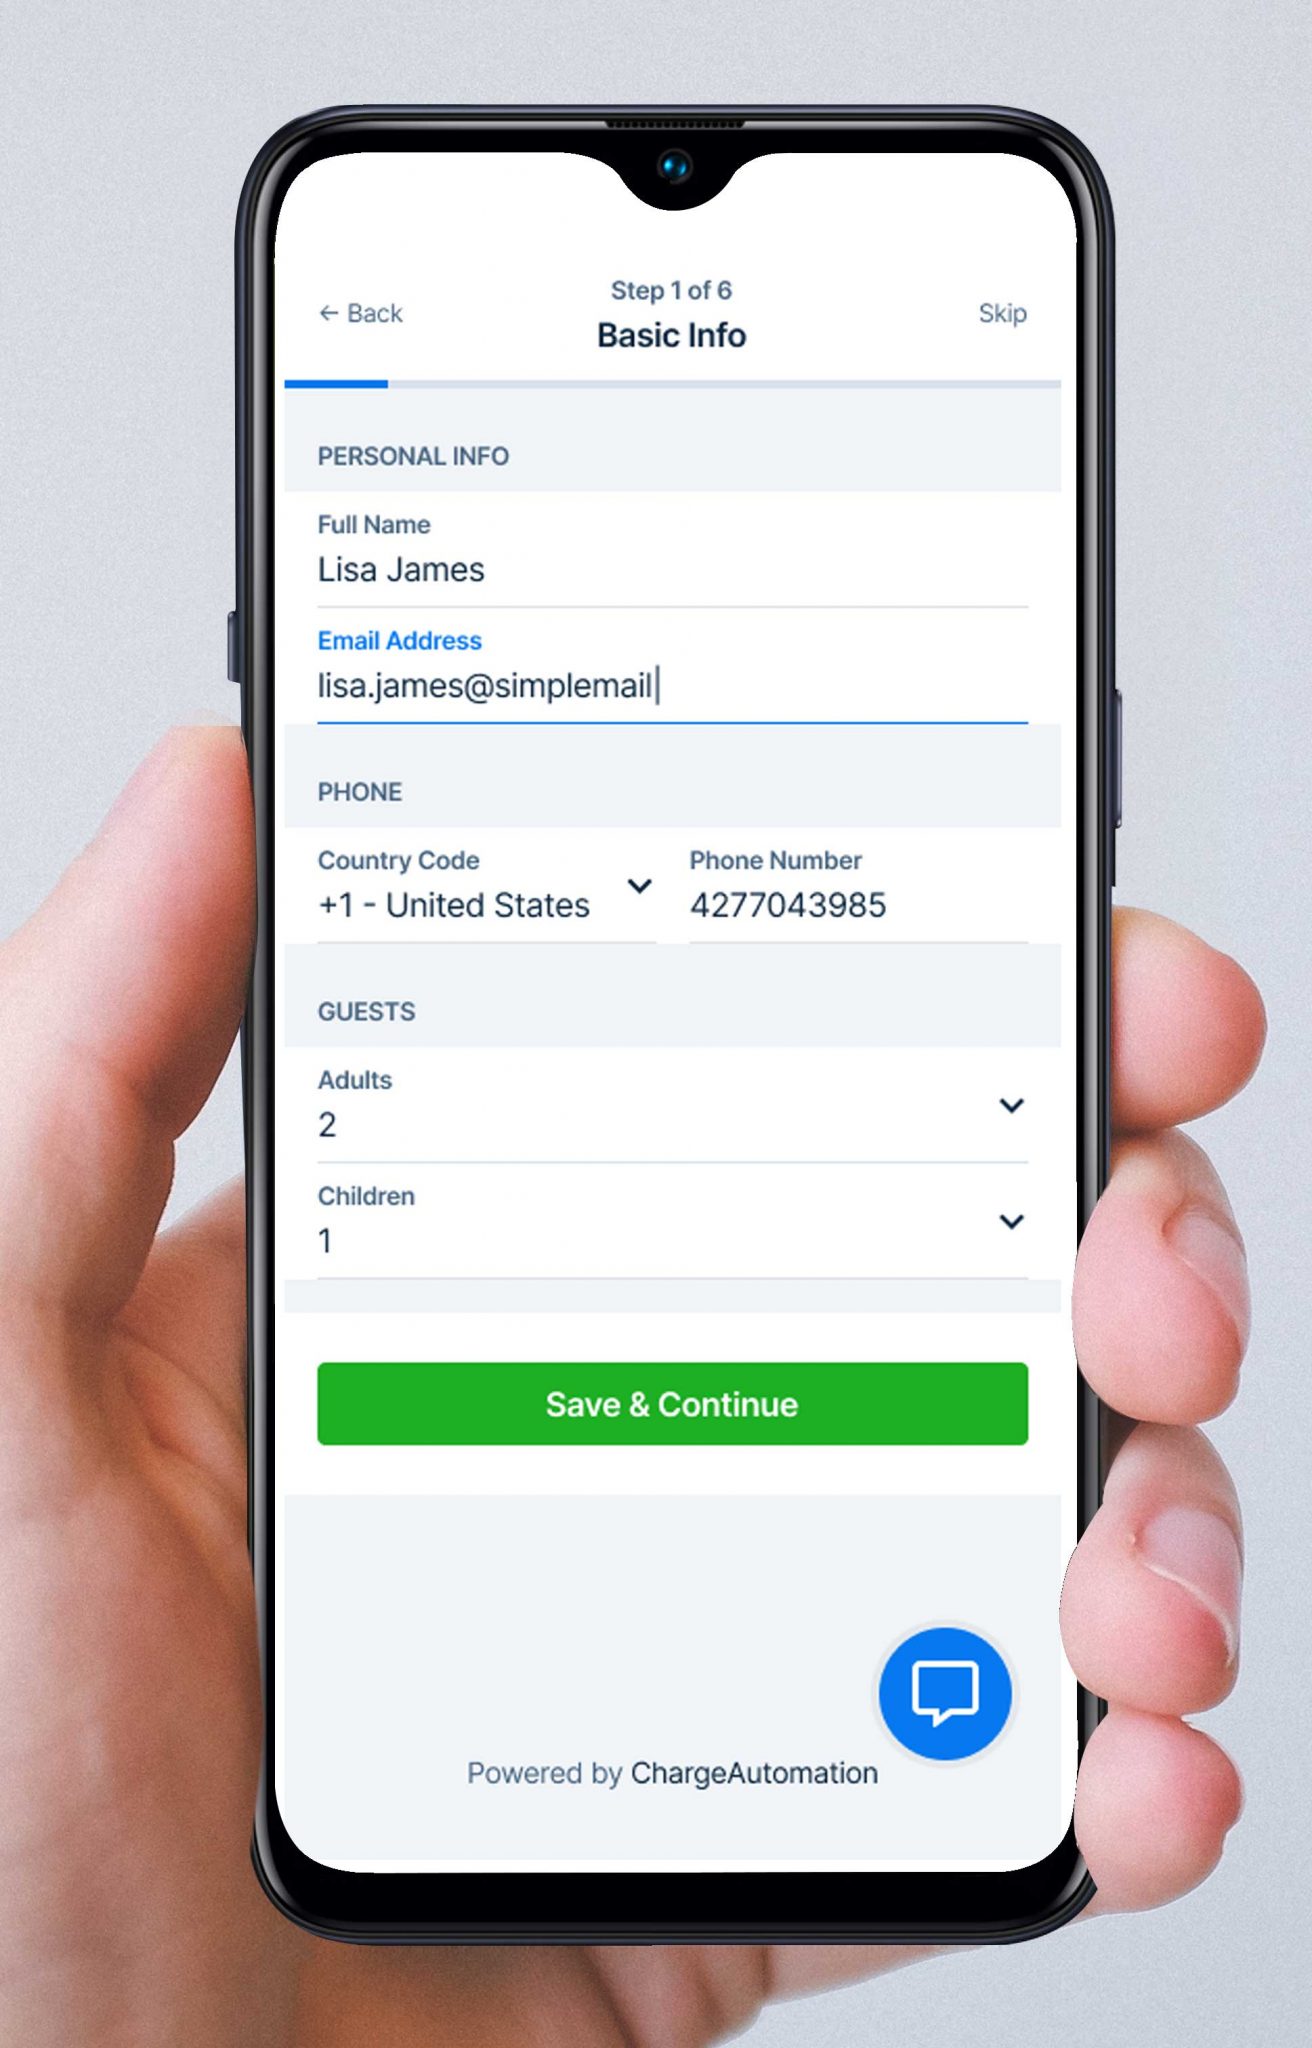 Step 1 of 6
← Back
Basic Info
Skip
PERSONAL INFO
Full Name
Lisa James
Email Address
lisa.james@simplemail
PHONE
Country Code
+1 - United States
Phone Number
4277043985
GUESTS
Adults
2
Children
1
Save & Continue
Powered by ChargeAutomation